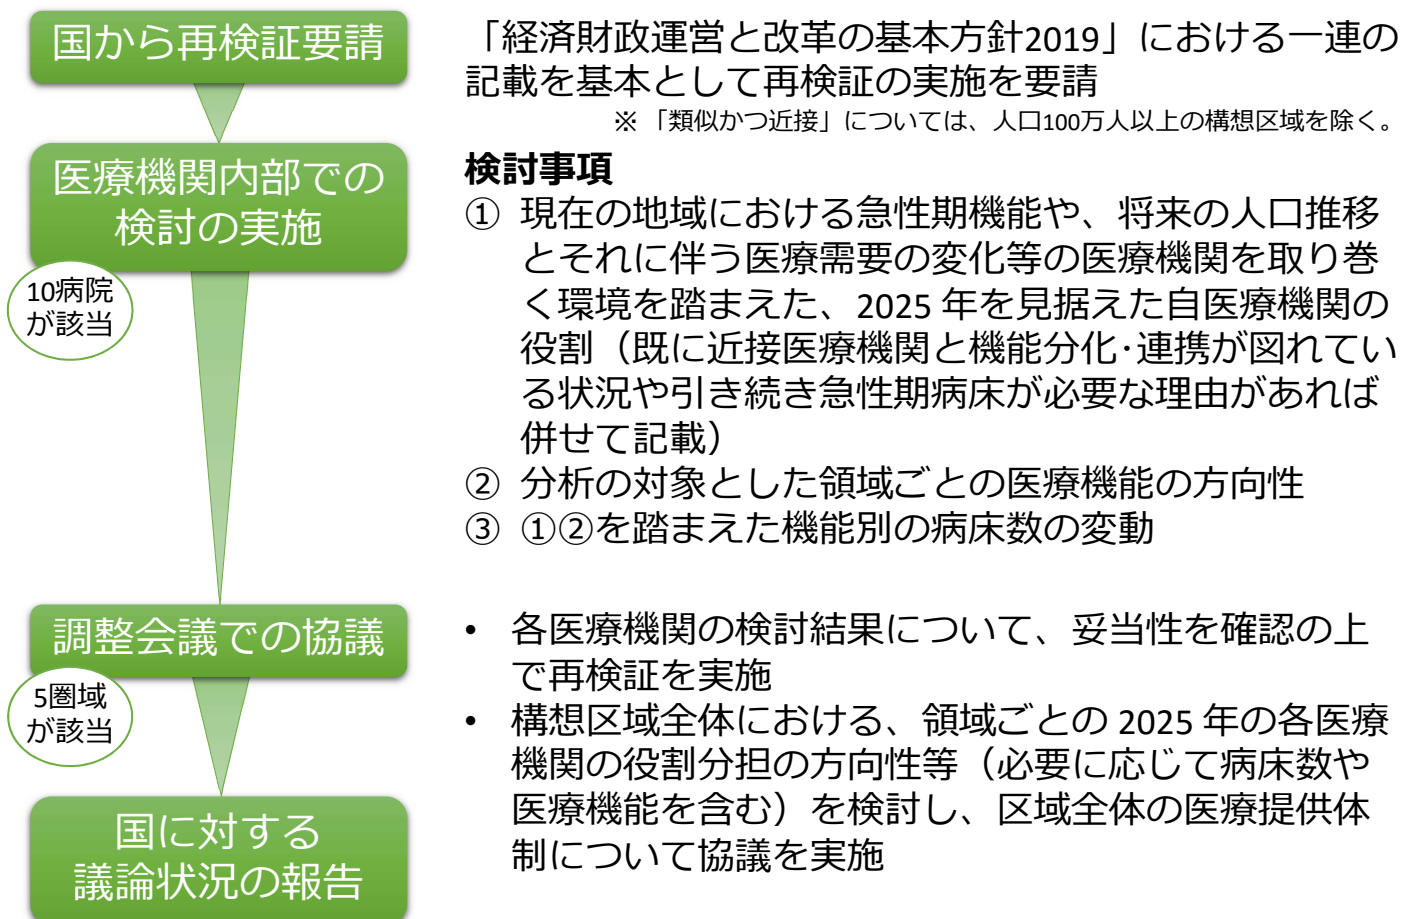 国から再検証要請
「経済財政運営と改革の基本方針2019」における一連の
記載を基本として再検証の実施を要請
※「類似かつ近接」については、人口100万人以上の構想区域を除く。
医療機関内部での
検討の実施
10病院
が該当
検討事項
① 現在の地域における急性期機能や、将来の人口推移
とそれに伴う医療需要の変化等の医療機関を取り巻
く環境を踏まえた、2025 年を見据えた自医療機関の
役割（既に近接医療機関と機能分化･連携が図れてい
る状況や引き続き急性期病床が必要な理由があれば
併せて記載）
② 分析の対象とした領域ごとの医療機能の方向性
③ ①②を踏まえた機能別の病床数の変動
調整会議での協議
5圏域
が該当
• 各医療機関の検討結果について、妥当性を確認の上
で再検証を実施
• 構想区域全体における、領域ごとの 2025 年の各医療
機関の役割分担の方向性等（必要に応じて病床数や
医療機能を含む）を検討し、区域全体の医療提供体
制について協議を実施
国に対する
議論状況の報告